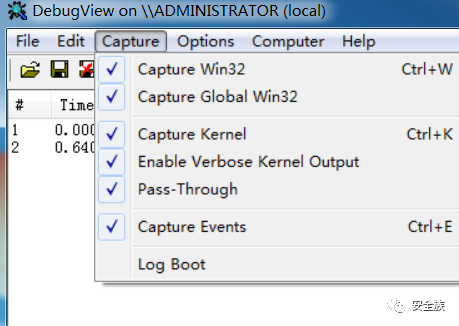 DebugView on \\ADMINISTRATOR (local)
File Edit Capture Options Computer Help
# Time
1 0.000
2 0.640
Capture Win32 Ctrl+W
Capture Global Win32
Capture Kernel Ctrl+K
Enable Verbose Kernel Output
Pass-Through
Capture Events Ctrl+E
Log Boot
安全族